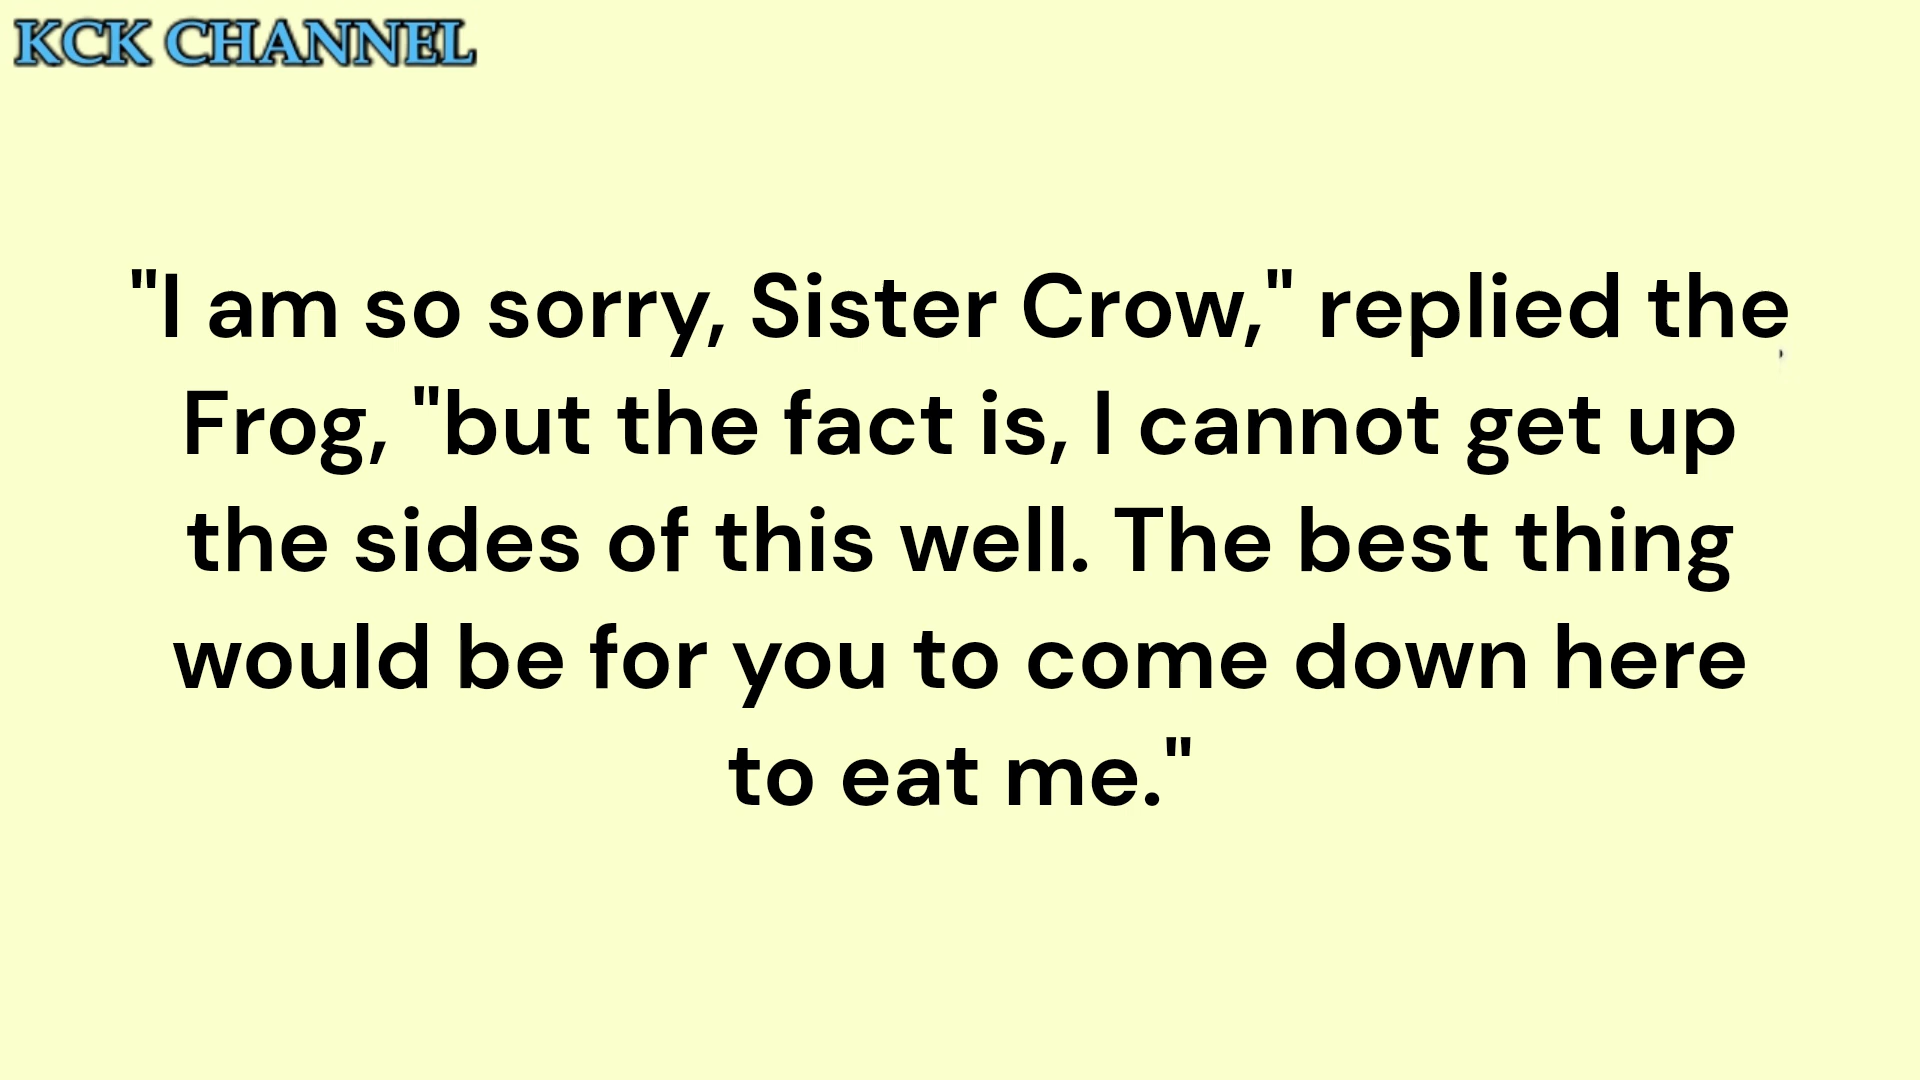 KCK CHANNEL
"I am so sorry, Sister Crow," replied the
Frog, "but the fact is, I cannot get up
the sides of this well. The best thing
would be for you to come down here
to eat me."